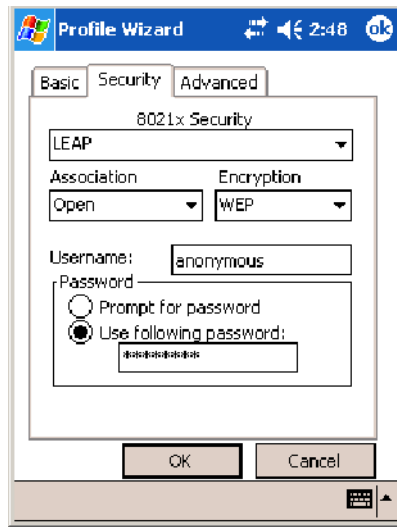 Profile Wizard 2:48 ok
Basic Security Advanced
8021x Security
LEAP
Association Encryption
Open WEP
Username: anonymous
Password
Prompt for password
Use following password:
*********
OK Cancel